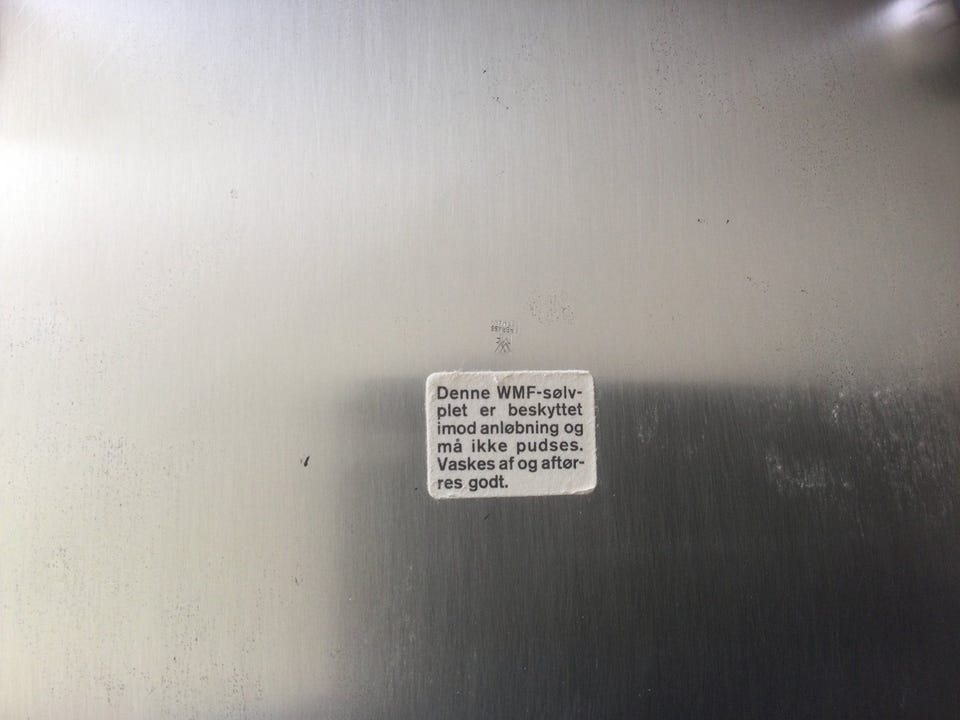 Denne WMF-sølv-
plet er beskyttet
imod anløbning og
må ikke pudses.
Vaskes af og aftør-
res godt.